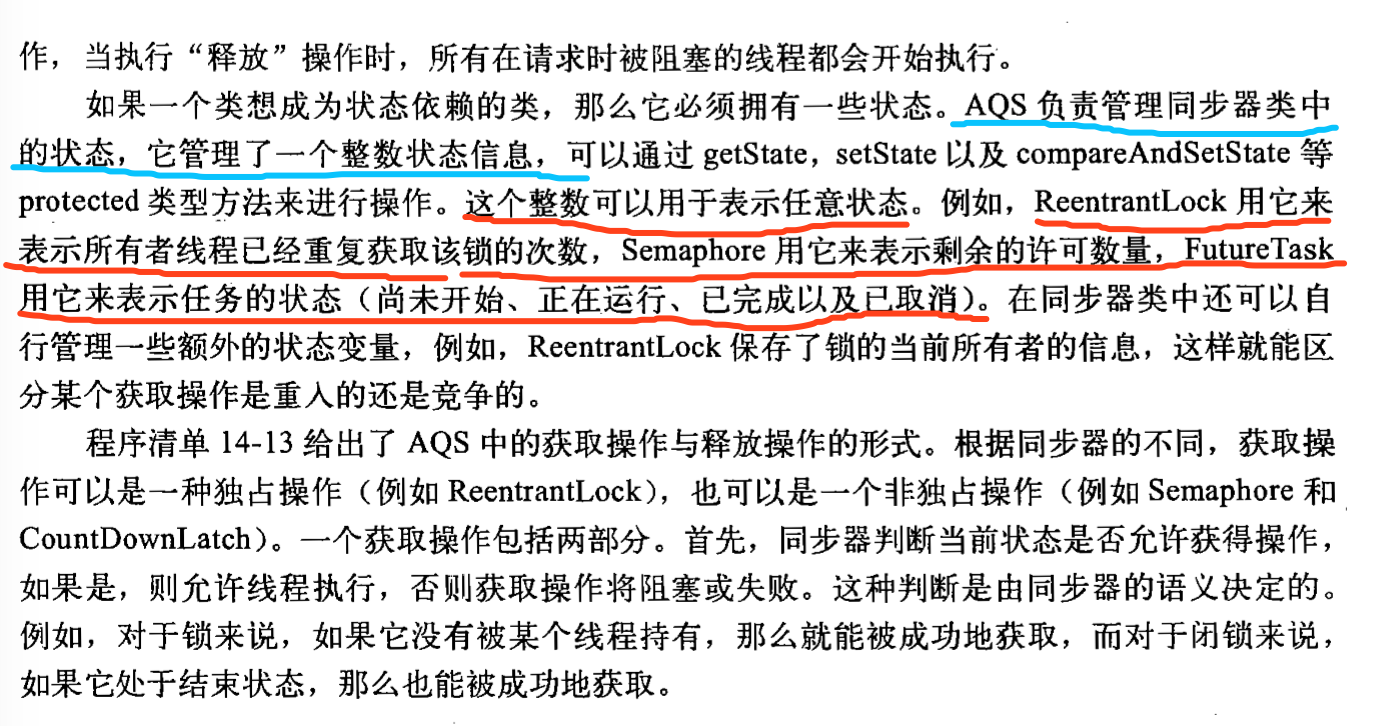 作，当执行“释放”操作时，所有在请求时被阻塞的线程都会开始执行。
如果一个类想成为状态依赖的类，那么它必须拥有一些状态。AQS 负责管理同步器类中
的状态，它管理了一个整数状态信息，可以通过 getState，setState 以及 compareAndSetState 等
protected 类型方法来进行操作。这个整数可以用于表示任意状态。例如，ReentrantLock 用它来
表示所有者线程已经重复获取该锁的次数，Semaphore 用它来表示剩余的许可数量，FutureTask
用它来表示任务的状态（尚未开始、正在运行、已完成以及已取消）。在同步器类中还可以自
行管理一些额外的状态变量，例如，ReentrantLock 保存了锁的当前所有者的信息，这样就能区
分某个获取操作是重入的还是竞争的。
程序清单 14-13 给出了 AQS 中的获取操作与释放操作的形式。根据同步器的不同，获取操
作可以是一种独占操作（例如 ReentrantLock），也可以是一个非独占操作（例如 Semaphore 和
CountDownLatch）。一个获取操作包括两部分。首先，同步器判断当前状态是否允许获得操作，
如果是，则允许线程执行，否则获取操作将阻塞或失败。这种判断是由同步器的语义决定的。
例如，对于锁来说，如果它没有被某个线程持有，那么就能被成功地获取，而对于闭锁来说，
如果它处于结束状态，那么也能被成功地获取。